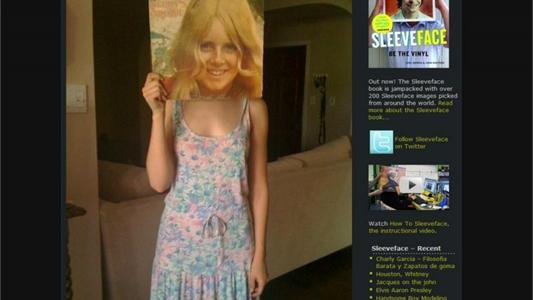 SLEEVEFACE
BE THE VINYL
Out now! The Sleeveface
book is jampacked with over
200 Sleeveface images picked
from around the world. Read
more about the Sleeveface
book...
Follow Sleeveface
on Twitter
Watch How To Sleeveface,
the instructional video.
Sleeveface – Recent
Charly Garcia – Filosofia
Barata y Zapatos de goma
Houston, Whitney
Jacques on the john
Elvis Aaron Presley
Handsome Boy Modeling